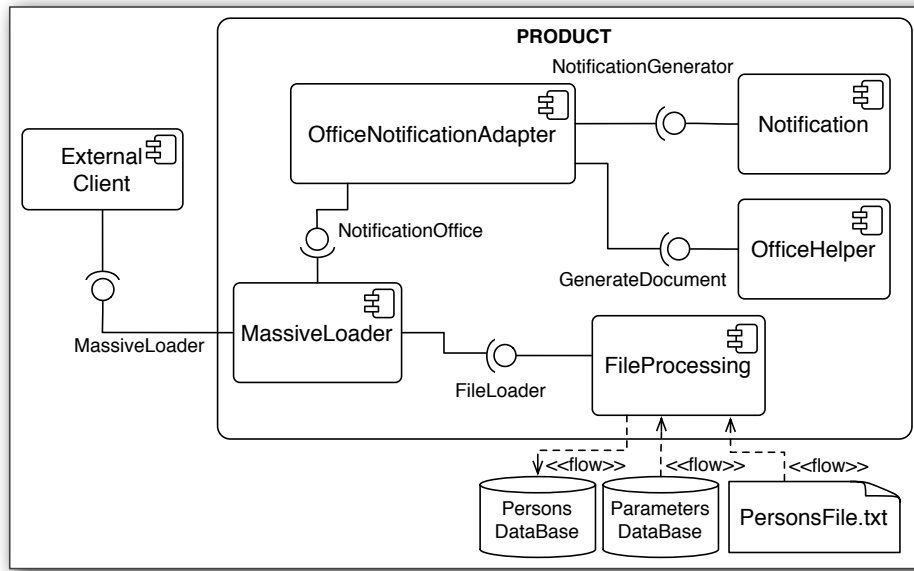 PRODUCT
NotificationGenerator
OfficeNotificationAdapter
Notification
External
Client
NotificationOffice
OfficeHelper
GenerateDocument
MassiveLoader
MassiveLoader
FileLoader
FileProcessing
<<flow>>
<<flow>>
<<flow>>
Persons
DataBase
Parameters
DataBase
PersonsFile.txt